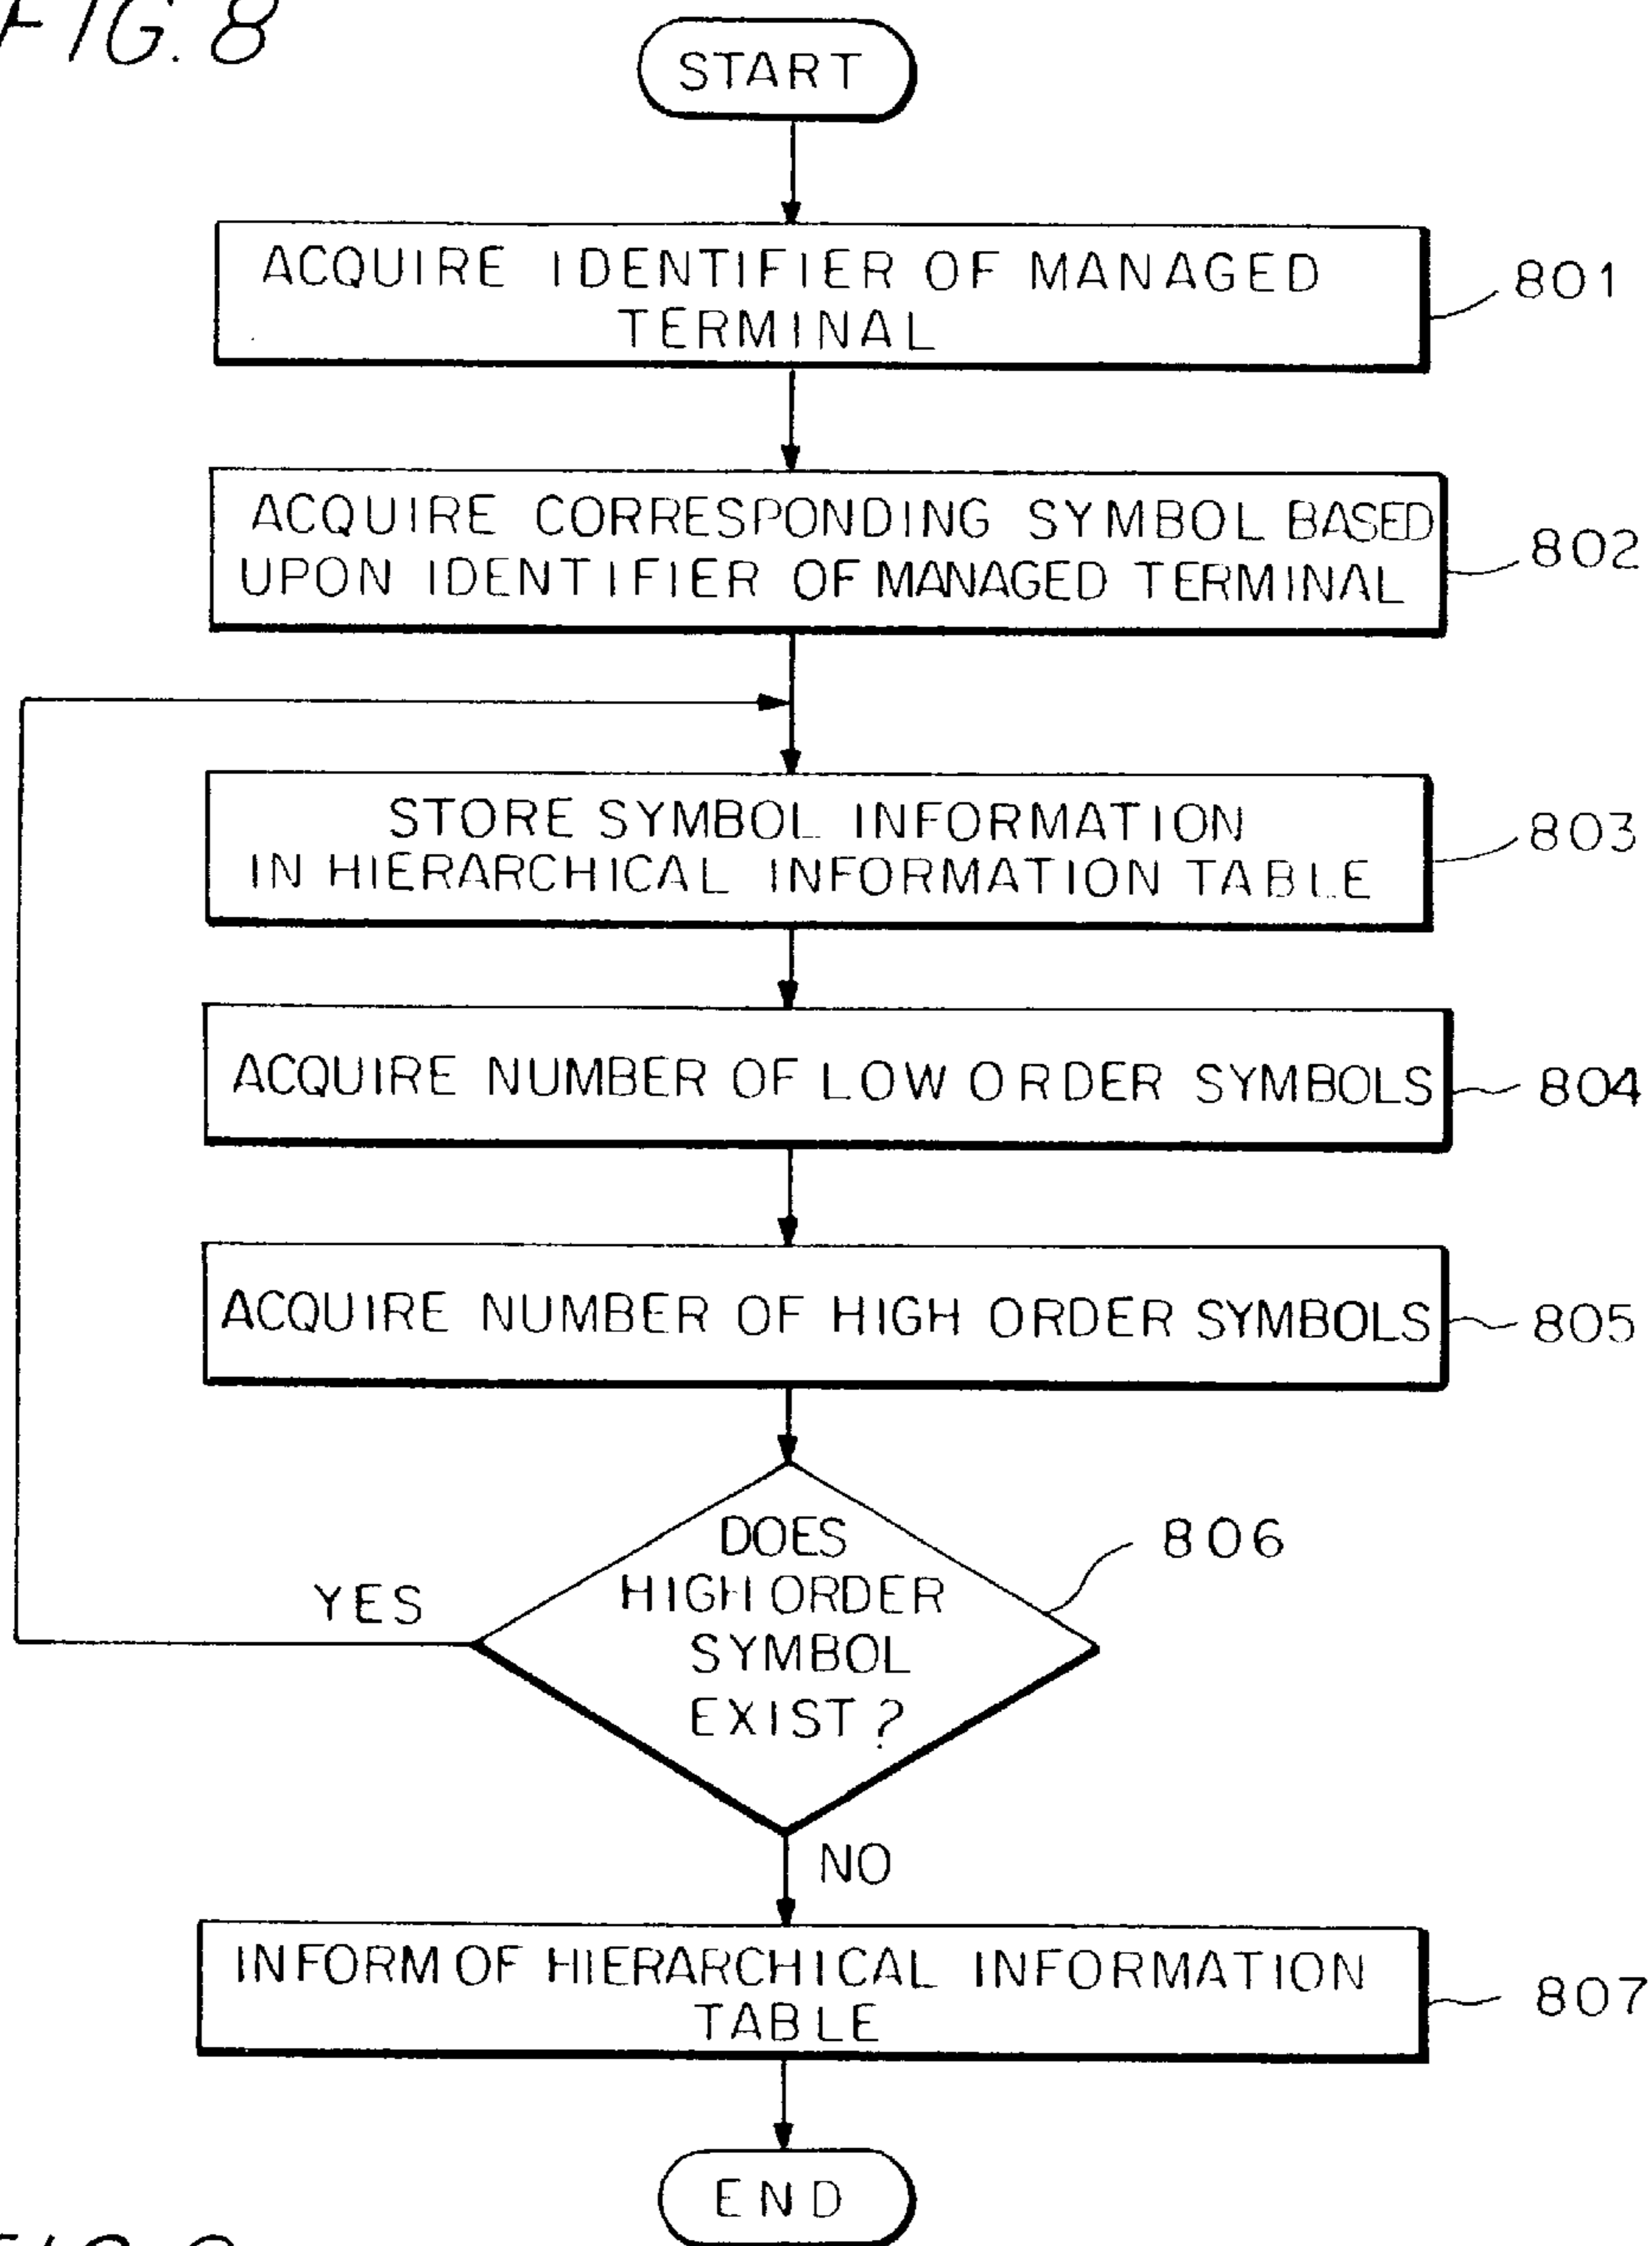 FIG. 8
START
ACQUIRE IDENTIFIER OF MANAGED
TERMINAL
801
ACQUIRE CORRESPONDING SYMBOL BASED
UPON IDENTIFIER OF MANAGED TERMINAL
802
STORE SYMBOL INFORMATION
IN HIERARCHICAL INFORMATION TABLE
803
ACQUIRE NUMBER OF LOW ORDER SYMBOLS
804
ACQUIRE NUMBER OF HIGH ORDER SYMBOLS
805
DOES
HIGH ORDER
SYMBOL
EXIST?
806
YES
NO
INFORM OF HIERARCHICAL INFORMATION
TABLE
807
END